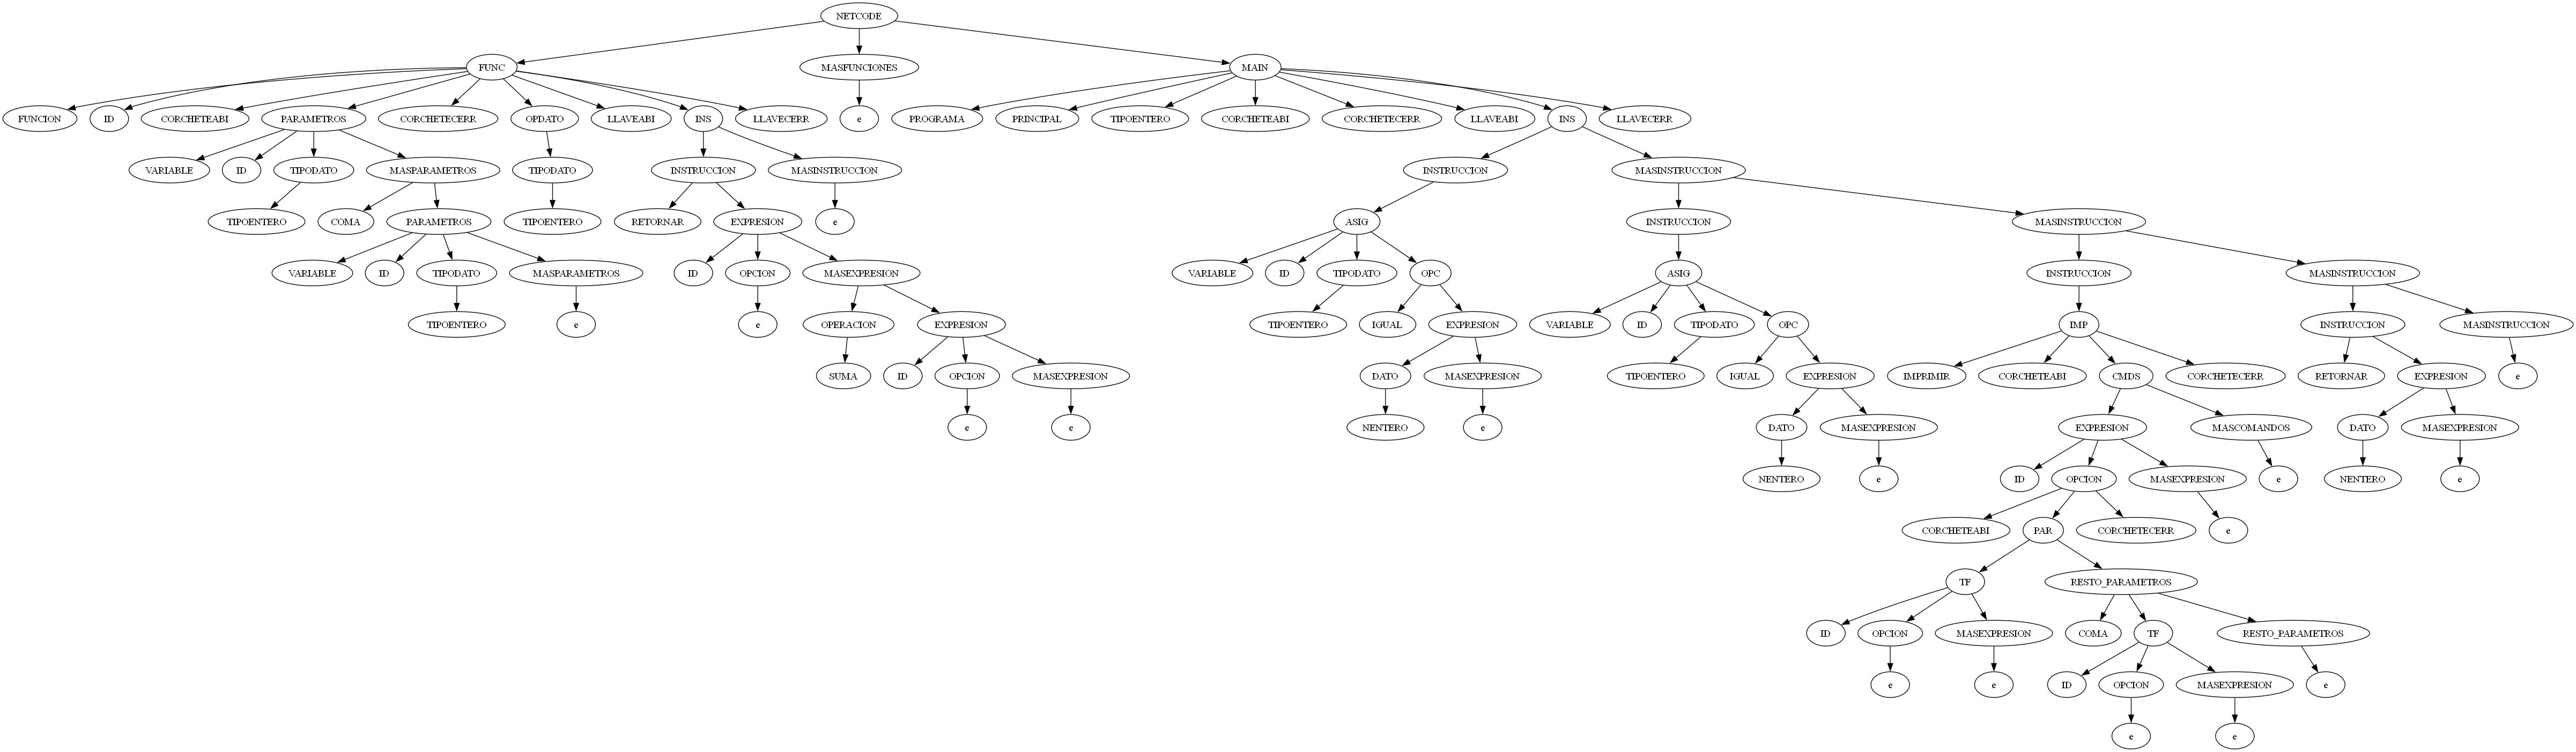 NETCODE
FUNC MASFUNCIONES MAIN
FUNCION ID CORCHETEABI PARAMETROS CORCHETECERR OPDATO LLAVEABI INS LLAVECERR e PROGRAMA PRINCIPAL TIPOENTERO CORCHETEABI CORCHETECERR LLAVEABI INS LLAVECERR
VARIABLE ID TIPODATO MASPARAMETROS TIPODATO INSTRUCCION MASINSTRUCCION INSTRUCCION MASINSTRUCCION
TIPOENTERO COMA PARAMETROS TIPOENTERO RETORNAR EXPRESION e ASIG INSTRUCCION MASINSTRUCCION
VARIABLE ID TIPODATO MASPARAMETROS ID OPCION MASEXPRESION VARIABLE ID TIPODATO OPC ASIG INSTRUCCION MASINSTRUCCION
TIPOENTERO e e OPERACION EXPRESION TIPOENTERO IGUAL EXPRESION VARIABLE ID TIPODATO OPC IMP INSTRUCCION MASINSTRUCCION
SUMA ID OPCION MASEXPRESION DATO MASEXPRESION TIPOENTERO IGUAL EXPRESION IMPRIMIR CORCHETEABI CMDS CORCHETECERR RETORNAR EXPRESION e
e e NENTERO e DATO MASEXPRESION EXPRESION MASCOMANDOS DATO MASEXPRESION
NENTERO e ID OPCION MASEXPRESION e NENTERO e
CORCHETEABI PAR CORCHETECERR e
TF RESTO_PARAMETROS
ID OPCION MASEXPRESION COMA TF RESTO_PARAMETROS
e e ID OPCION MASEXPRESION e
e e